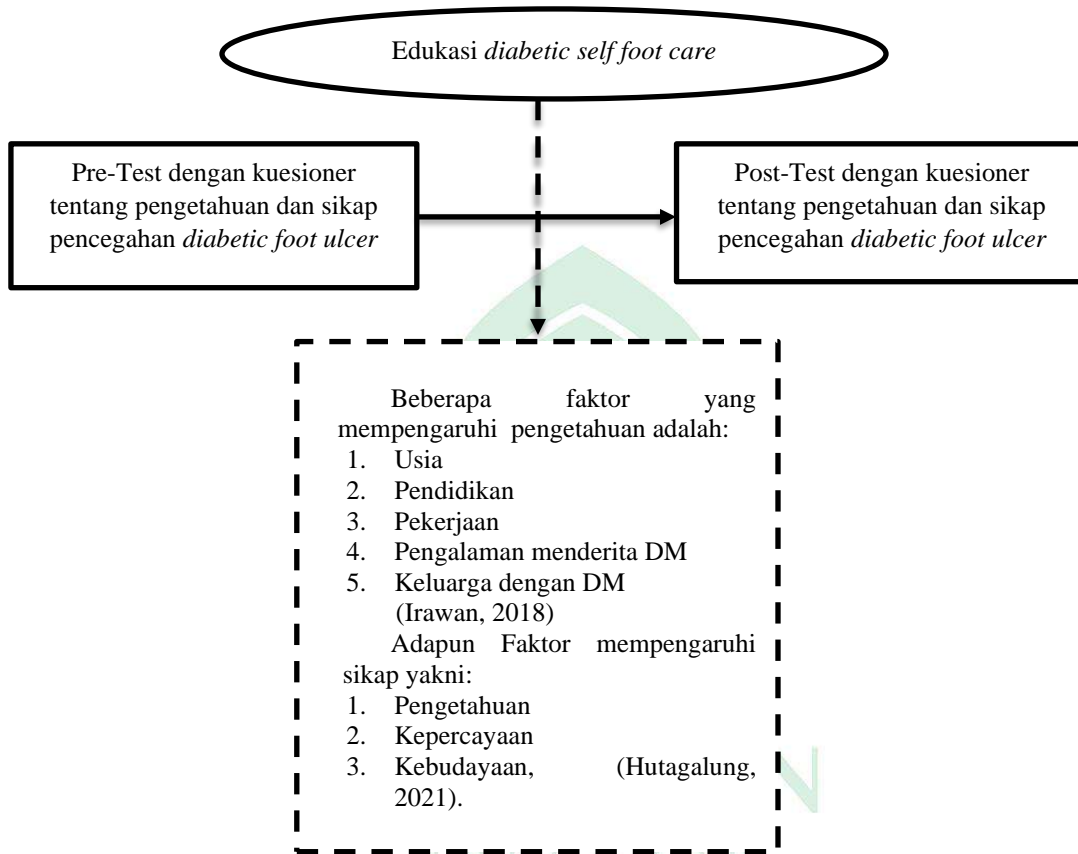 Edukasi diabetic self foot care
Pre-Test dengan kuesioner
tentang pengetahuan dan sikap
pencegahan diabetic foot ulcer
Post-Test dengan kuesioner
tentang pengetahuan dan sikap
pencegahan diabetic foot ulcer
Beberapa faktor yang
mempengaruhi pengetahuan adalah:
1. Usia
2. Pendidikan
3. Pekerjaan
4. Pengalaman menderita DM
5. Keluarga dengan DM
(Irawan, 2018)
Adapun Faktor mempengaruhi
sikap yakni:
1. Pengetahuan
2. Kepercayaan
3. Kebudayaan, (Hutagalung,
2021).